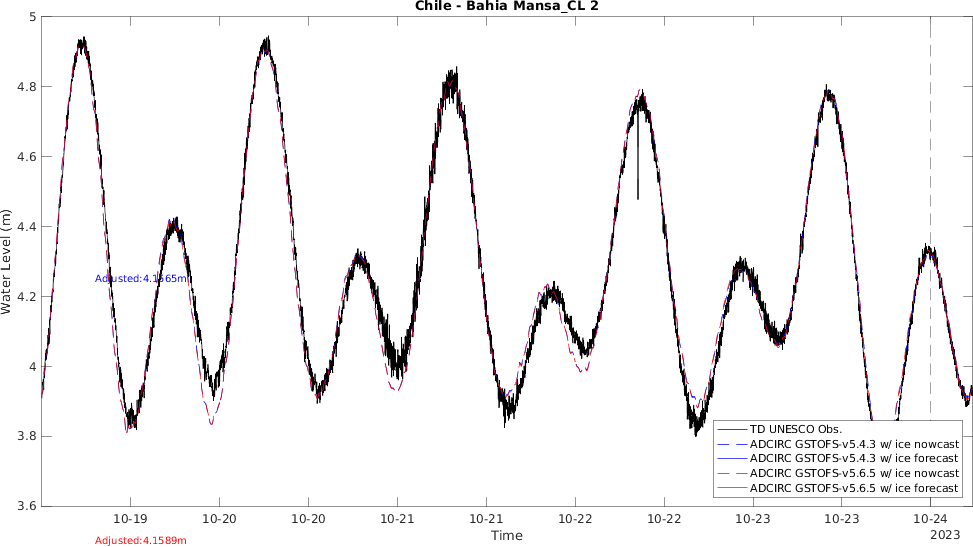 Chile - Bahia Mansa_CL 2
5
4.8
4.6
4.4
4.2
4
3.8
3.6
Water Level (m)
Adjusted:4.1565m
TD UNESCO Obs.
ADCIRC GSTOFS-v5.4.3 w/ ice nowcast
ADCIRC GSTOFS-v5.4.3 w/ ice forecast
ADCIRC GSTOFS-v5.6.5 w/ ice nowcast
ADCIRC GSTOFS-v5.6.5 w/ ice forecast
10-19 10-20 10-20 10-21 10-21 10-22 10-22 10-23 10-23 10-24
Time
2023
Adjusted:4.1589m